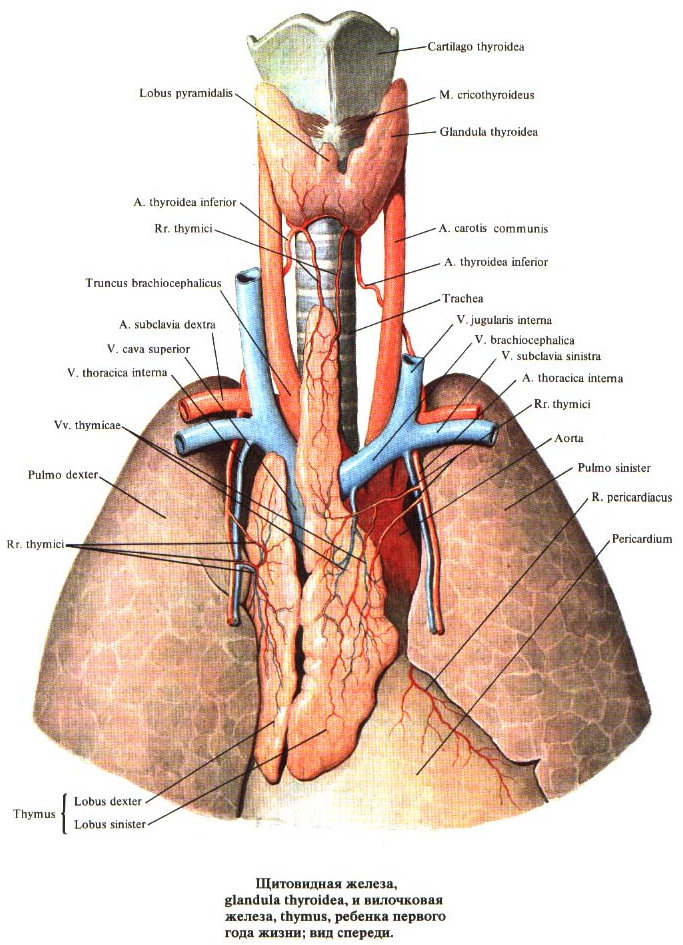 Cartilago thyroidea
Lobus pyramidalis
M. cricothyroideus
Glandula thyroidea
A. thyroidea inferior
Rr. thymici
A. carotis communis
A. thyroidea inferior
Truncus brachiocephalicus
Trachea
A. subclavia dextra
V. jugularis interna
V. cava superior
V. brachiocephalica
V. subclavia sinistra
V. thoracica interna
A. thoracica interna
Rr. thymici
Vv. thymicae
Aorta
Pulmo dexter
Pulmo sinister
R. pericardiacus
Rr. thymici
Pericardium
Thymus
Lobus dexter
Lobus sinister
Щитовидная железа,
glandula thyroidea, и вилочковая
железа, thymus, ребенка первого
года жизни; вид спереди.